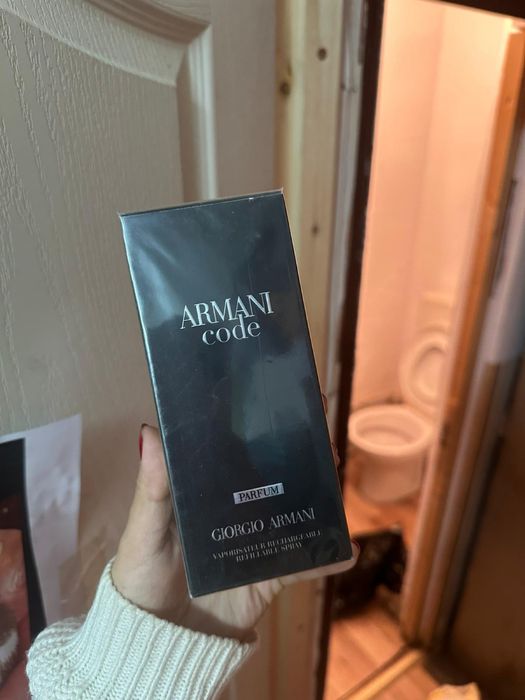 ARMANI
code
PARFUM
GIORGIO ARMANI
VAPORISATEUR RECHARGEABLE
REFILLABLE SPRAY